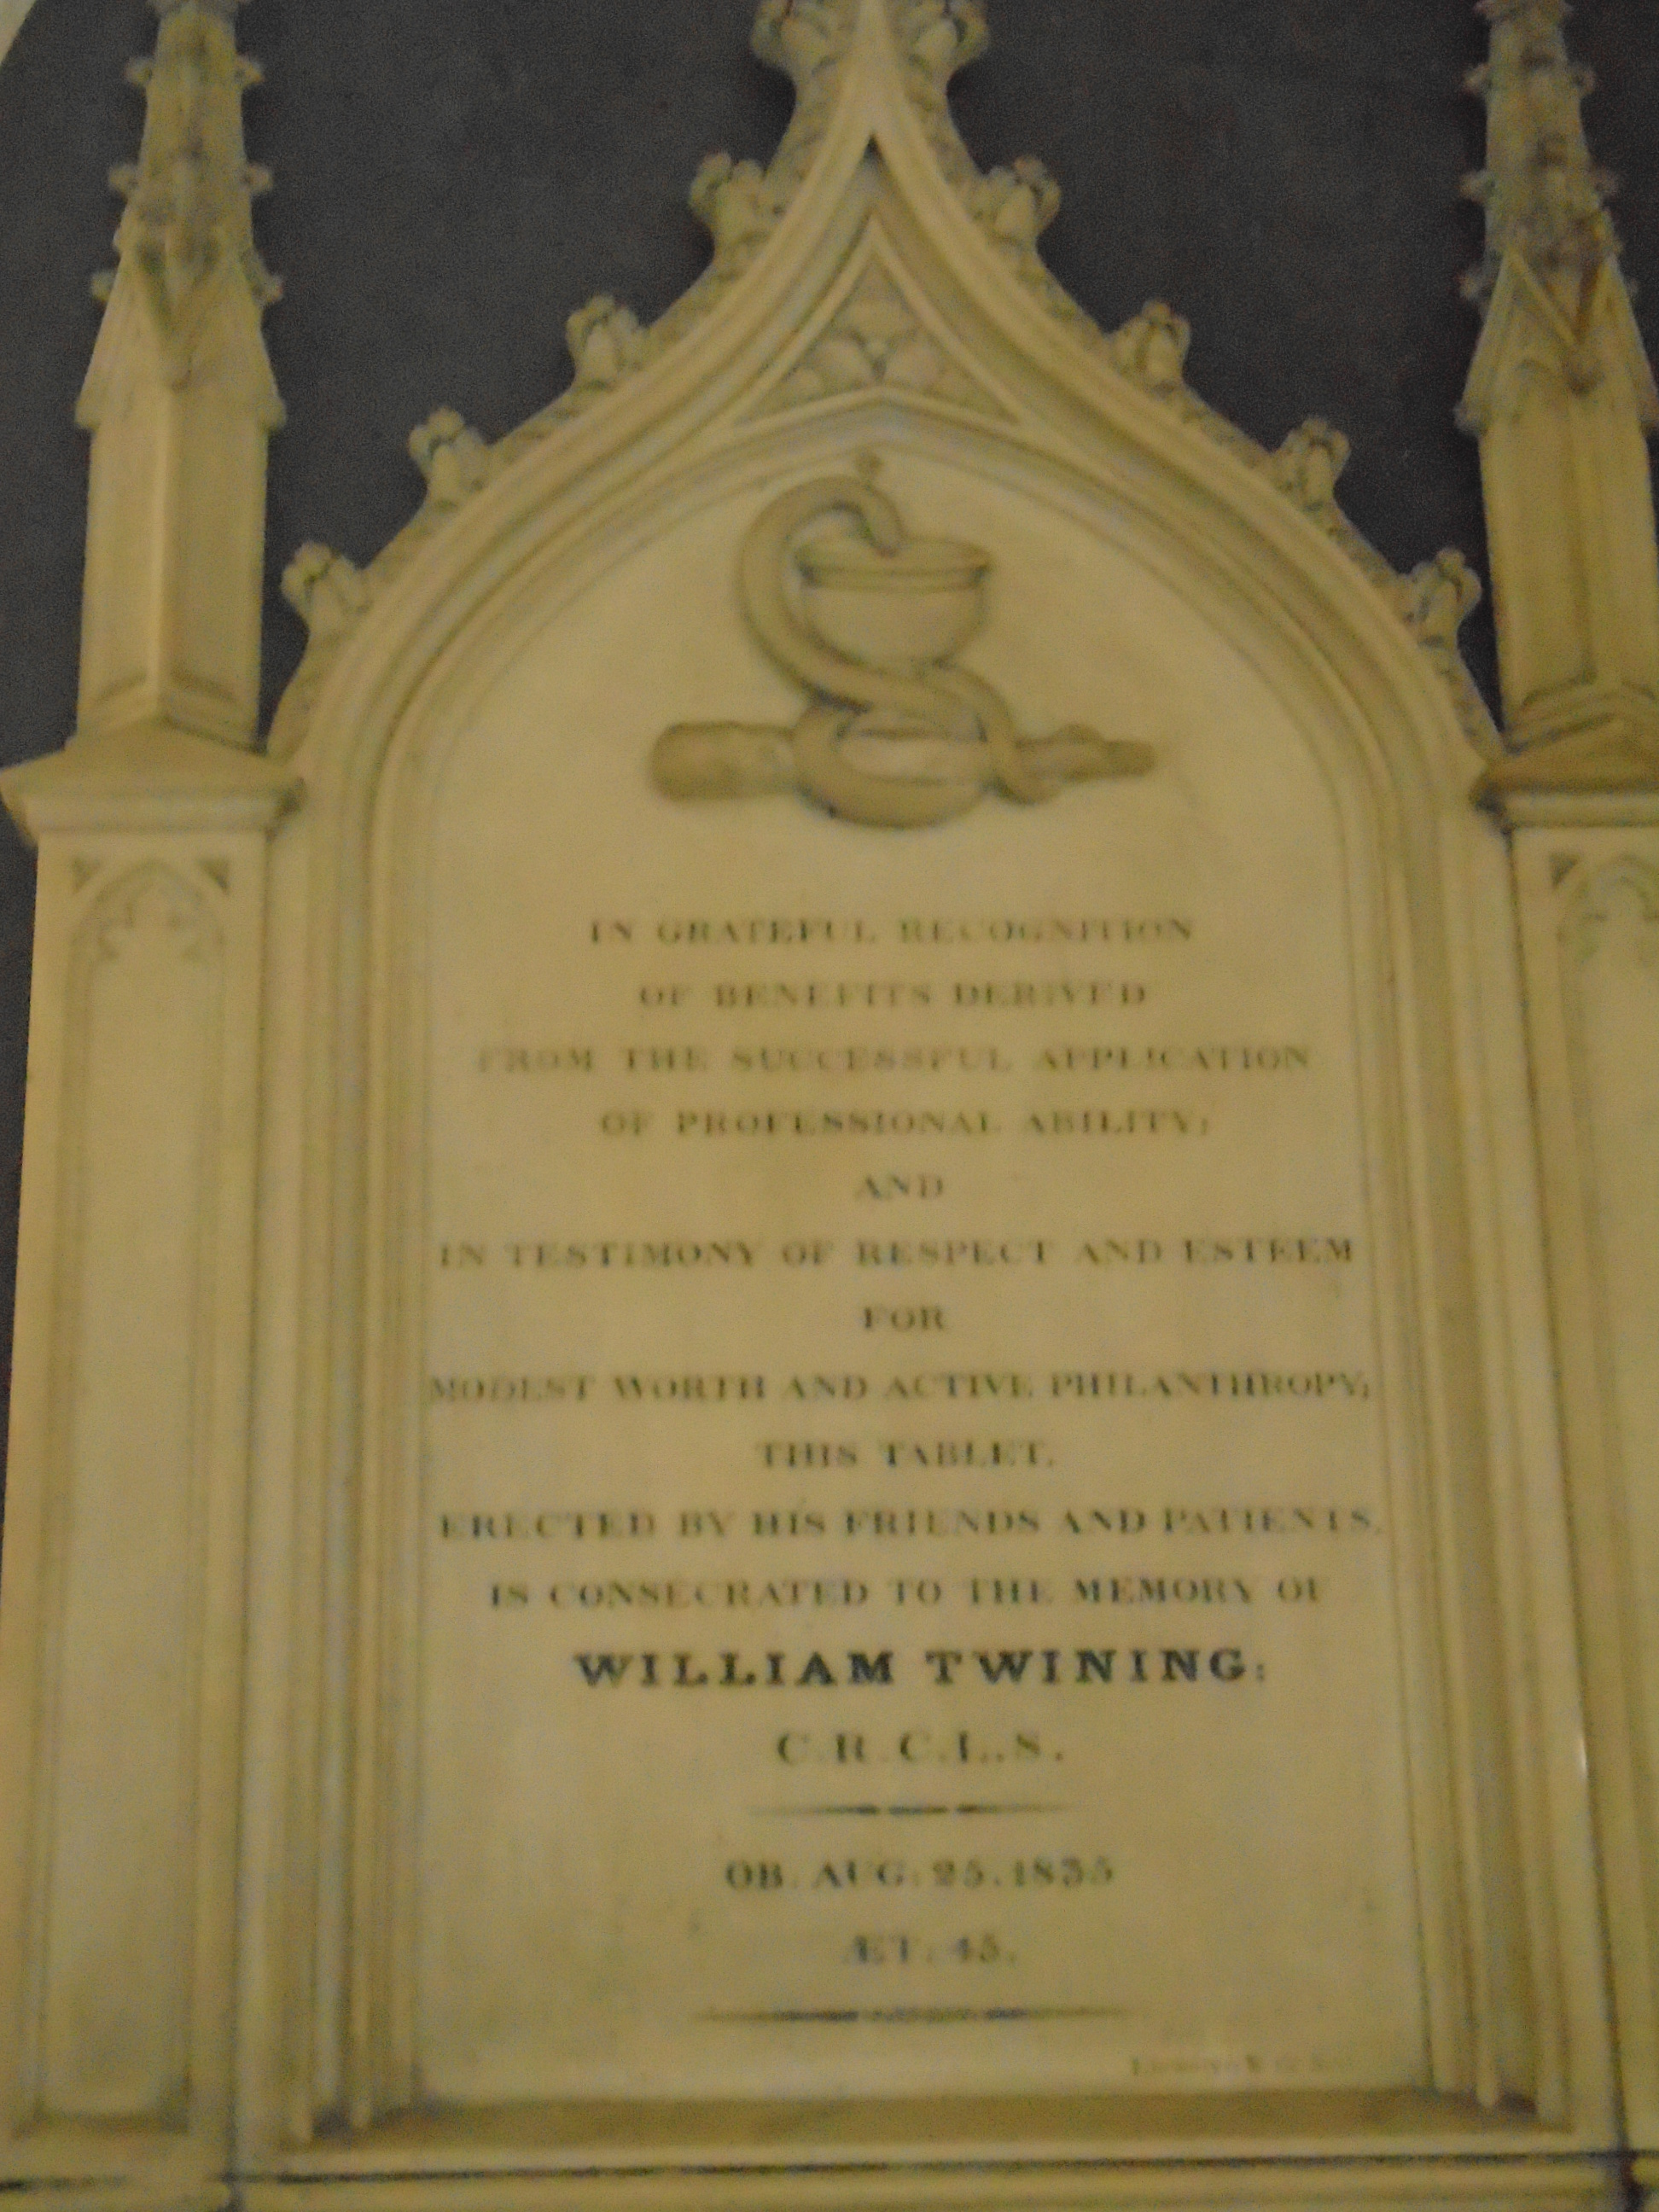 IN GRATEFUL RECOGNITION
OF BENEFITS DERIVED
FROM THE SUCCESSFUL APPLICATION
OF PROFESSIONAL ABILITY;
AND
IN TESTIMONY OF RESPECT AND ESTEEM
FOR
MODEST WORTH AND ACTIVE PHILANTHROPY;
THIS TABLET,
ERECTED BY HIS FRIENDS AND PATIENTS,
IS CONSECRATED TO THE MEMORY OF
WILLIAM TWINING:
C.R.C.L.S.
OB. AUG: 25. 1835
ÆT. 45.